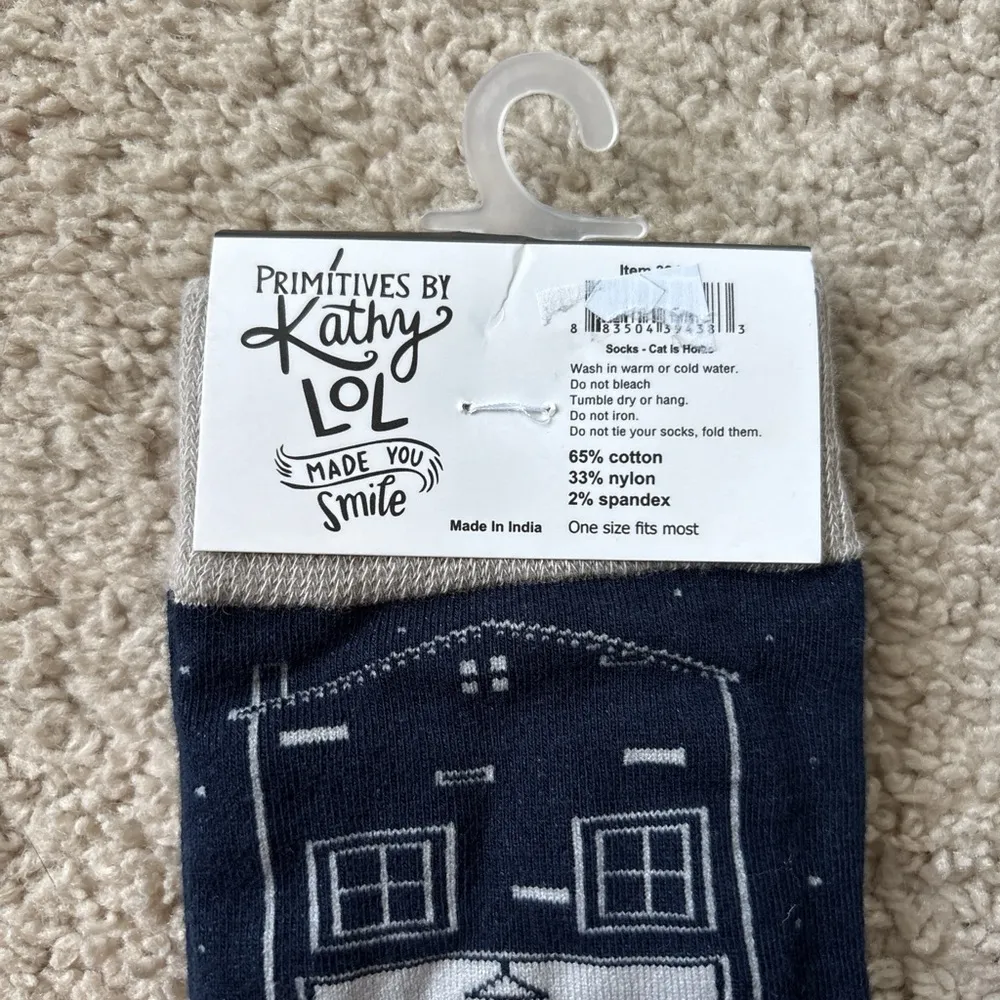 PRIMITIVES BY
Kathy
LOL
MADE YOU
Smile
Made In India
Item
8 83504 39433 3
Socks - Cat Is Home
Wash in warm or cold water.
Do not bleach
Tumble dry or hang.
Do not iron.
Do not tie your socks, fold them.
65% cotton
33% nylon
2% spandex
One size fits most